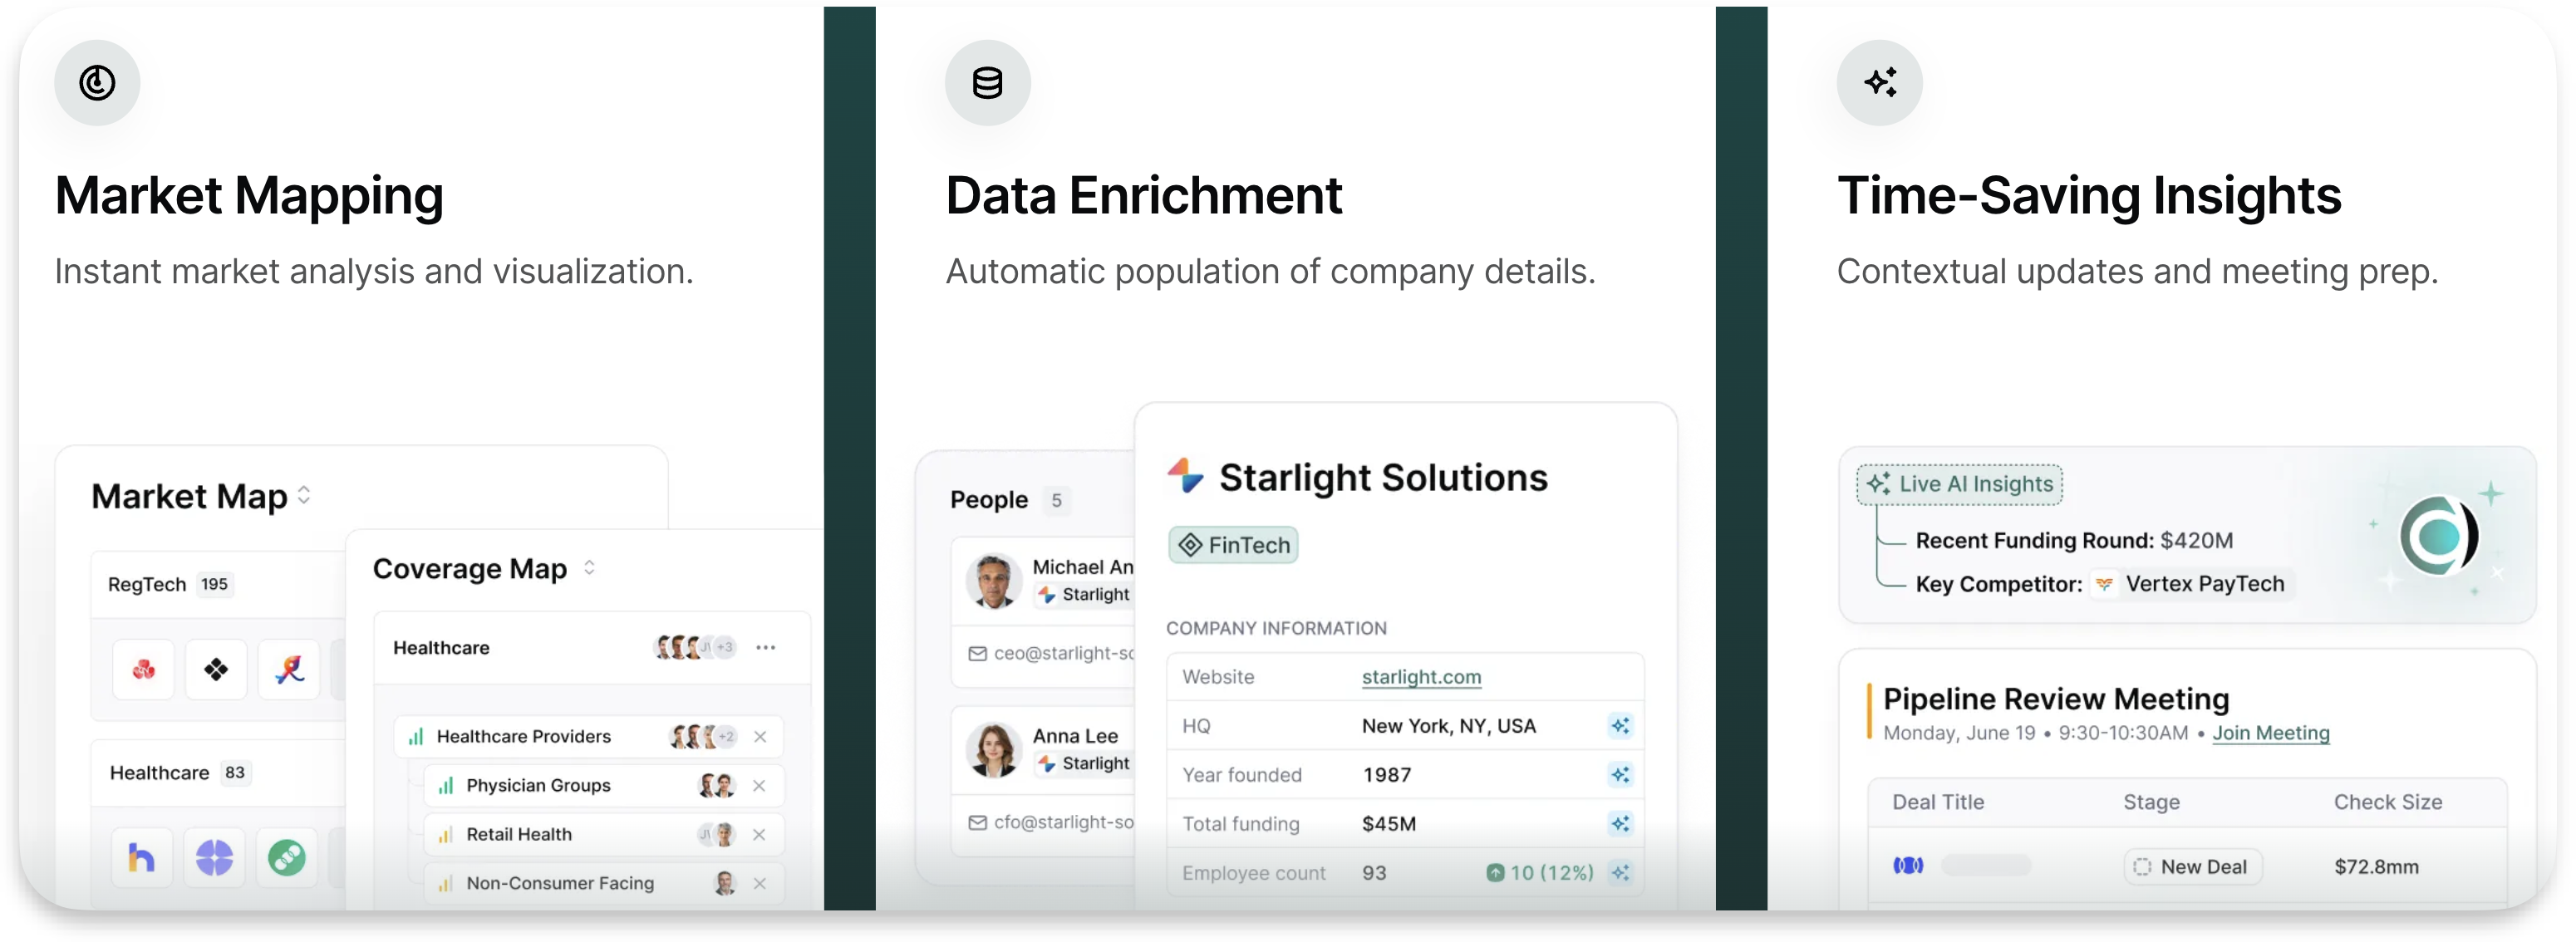 Market Mapping
Instant market analysis and visualization.
Market Map
RegTech 195
Healthcare 83
Coverage Map
Healthcare
+3
Healthcare Providers
+2
Physician Groups
Retail Health
Non-Consumer Facing
Data Enrichment
Automatic population of company details.
People 5
Michael An
Starlight
ceo@starlight-so
Anna Lee
Starlight
cfo@starlight-so
Starlight Solutions
FinTech
COMPANY INFORMATION
Website starlight.com
HQ New York, NY, USA
Year founded 1987
Total funding $45M
Employee count 93 10 (12%)
Time-Saving Insights
Contextual updates and meeting prep.
Live AI Insights
Recent Funding Round: $420M
Key Competitor: Vertex PayTech
Pipeline Review Meeting
Monday, June 19 • 9:30-10:30AM • Join Meeting
Deal Title Stage Check Size
New Deal $72.8mm